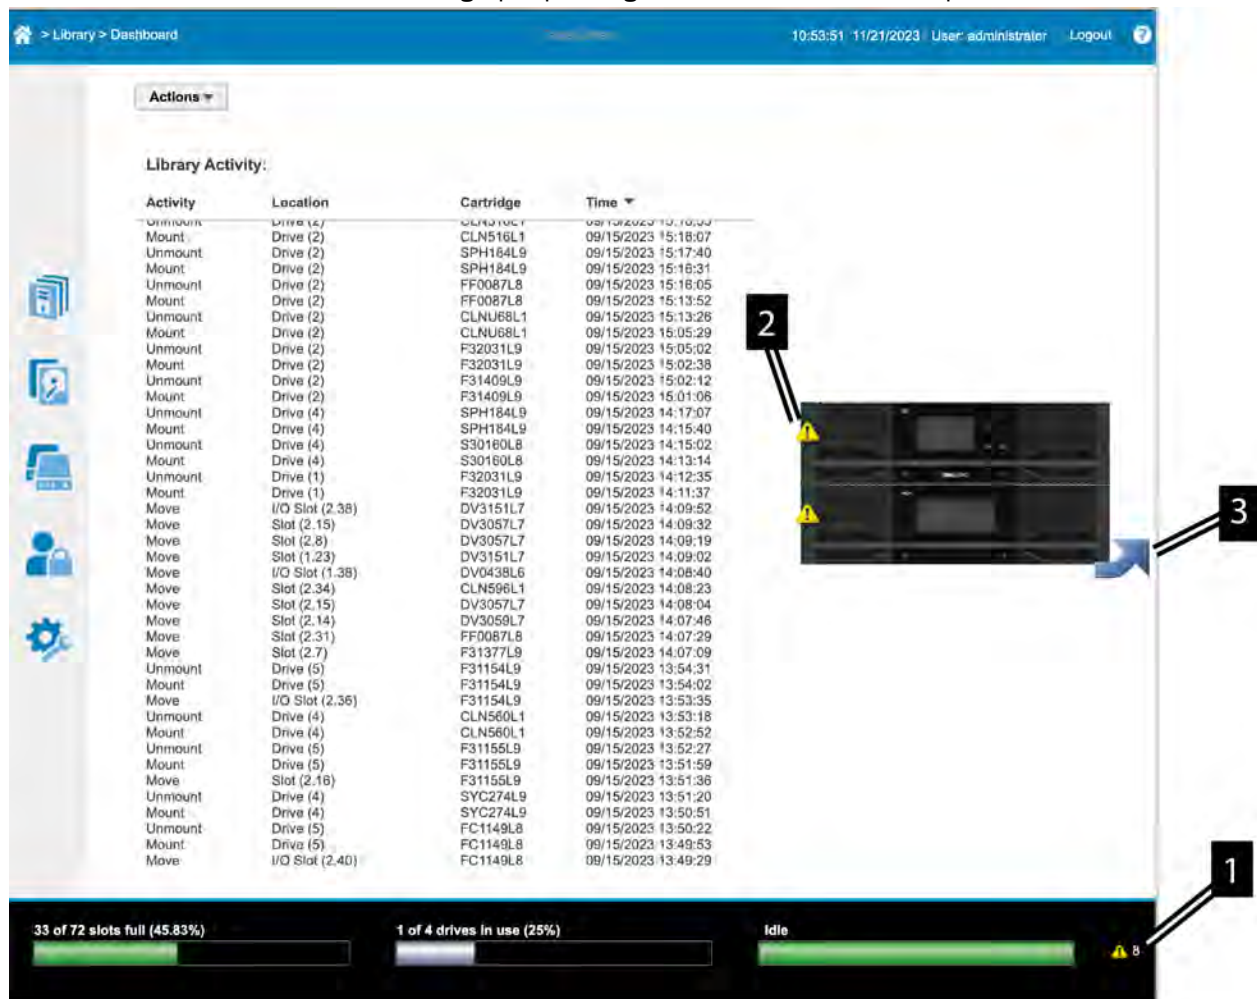 > Library > Dashboard 10:53:51 11/21/2023 User: administrator Logout ?
Actions
Library Activity:
Activity Location Cartridge Time
Mount Drive (2) CLN516L1 09/15/2023 15:18:07
Unmount Drive (2) SPH184L9 09/15/2023 15:17:40
Mount Drive (2) SPH184L9 09/15/2023 15:16:31
Unmount Drive (2) FF0087L8 09/15/2023 15:16:05
Mount Drive (2) FF0087L8 09/15/2023 15:13:52
Unmount Drive (2) CLNU68L1 09/15/2023 15:13:26
Mount Drive (2) CLNU68L1 09/15/2023 15:05:29
Unmount Drive (2) F32031L9 09/15/2023 15:05:02
Mount Drive (2) F32031L9 09/15/2023 15:02:38
Unmount Drive (2) F31409L9 09/15/2023 15:02:12
Mount Drive (2) F31409L9 09/15/2023 15:01:06
Unmount Drive (4) SPH184L9 09/15/2023 14:17:07
Mount Drive (4) SPH184L9 09/15/2023 14:15:40
Unmount Drive (4) S30160L8 09/15/2023 14:15:02
Mount Drive (4) S30160L8 09/15/2023 14:13:14
Unmount Drive (1) F32031L9 09/15/2023 14:12:35
Mount Drive (1) F32031L9 09/15/2023 14:11:37
Move I/O Slot (2.38) DV3151L7 09/15/2023 14:09:52
Move Slot (2.15) DV3057L7 09/15/2023 14:09:32
Move Slot (2.8) DV3057L7 09/15/2023 14:09:19
Move Slot (1.23) DV3151L7 09/15/2023 14:09:02
Move I/O Slot (1.38) DV0438L6 09/15/2023 14:08:40
Move Slot (2.34) CLN596L1 09/15/2023 14:08:23
Move Slot (2.15) DV3057L7 09/15/2023 14:08:04
Move Slot (2.14) DV3059L7 09/15/2023 14:07:46
Move Slot (2.31) FF0087L8 09/15/2023 14:07:29
Move Slot (2.7) F31377L9 09/15/2023 14:07:09
Unmount Drive (5) F31154L9 09/15/2023 13:54:31
Mount Drive (5) F31154L9 09/15/2023 13:54:02
Move I/O Slot (2.36) F31154L9 09/15/2023 13:53:35
Unmount Drive (4) CLN560L1 09/15/2023 13:53:18
Mount Drive (4) CLN560L1 09/15/2023 13:52:52
Unmount Drive (5) F31155L9 09/15/2023 13:52:27
Mount Drive (5) F31155L9 09/15/2023 13:51:59
Move Slot (2.16) F31155L9 09/15/2023 13:51:36
Unmount Drive (4) SYC274L9 09/15/2023 13:51:20
Mount Drive (4) SYC274L9 09/15/2023 13:50:51
Unmount Drive (5) FC1149L8 09/15/2023 13:50:22
Mount Drive (5) FC1149L8 09/15/2023 13:49:53
Move I/O Slot (2.40) FC1149L8 09/15/2023 13:49:29
2
3
1
33 of 72 slots full (45.83%) 1 of 4 drives in use (25%) Idle
8